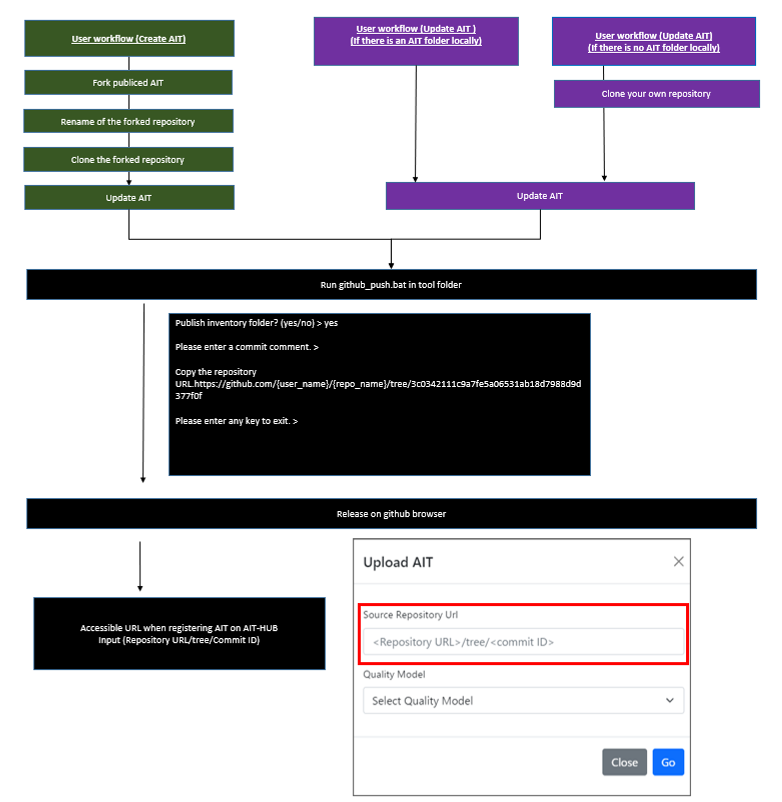 User workflow (Create AIT)
User workflow (Update AIT )
(If there is an AIT folder locally)
User workflow (Update AIT)
(If there is no AIT folder locally)
Fork publiced AIT
Clone your own repository
Rename of the forked repository
Clone the forked repository
Update AIT
Update AIT
Run github_push.bat in tool folder
Publish inventory folder? (yes/no) > yes
Please enter a commit comment. >
Copy the repository
URL.https://github.com/{user_name}/{repo_name}/tree/3c0342111c9a7fe5a06531ab18d7988d9d
377f0f
Please enter any key to exit. >
Release on github browser
Accessible URL when registering AIT on AIT-HUB
Input (Repository URL/tree/Commit ID)
Upload AIT
Source Repository Url
<Repository URL>/tree/<commit ID>
Quality Model
Select Quality Model
Close
Go